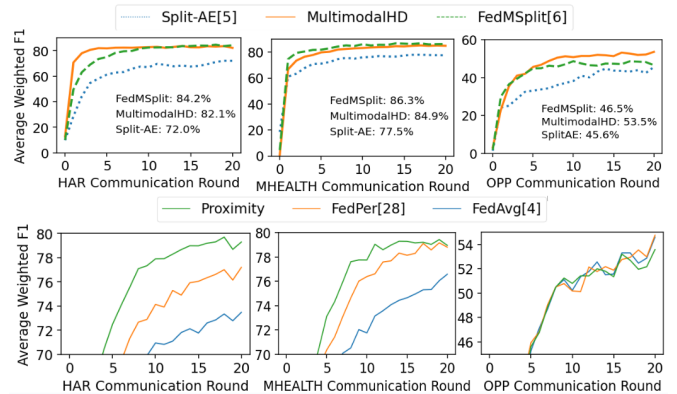 Split-AE[5] MultimodalHD FedMSplit[6]
Average Weighted F1
80
60
40
20
0
FedMSplit: 84.2%
MultimodalHD: 82.1%
Split-AE: 72.0%
0 5 10 15 20
HAR Communication Round
80
60
40
20
0
FedMSplit: 86.3%
MultimodalHD: 84.9%
Split-AE: 77.5%
0 5 10 15 20
MHEALTH Communication Round
60
40
20
0
FedMSplit: 46.5%
MultimodalHD: 53.5%
SplitAE: 45.6%
0 5 10 15 20
OPP Communication Round
Proximity FedPer[28] FedAvg[4]
Average Weighted F1
80
78
76
74
72
70
0 5 10 15 20
HAR Communication Round
80
78
76
74
72
70
0 5 10 15 20
MHEALTH Communication Round
54
52
50
48
46
0 5 10 15 20
OPP Communication Round